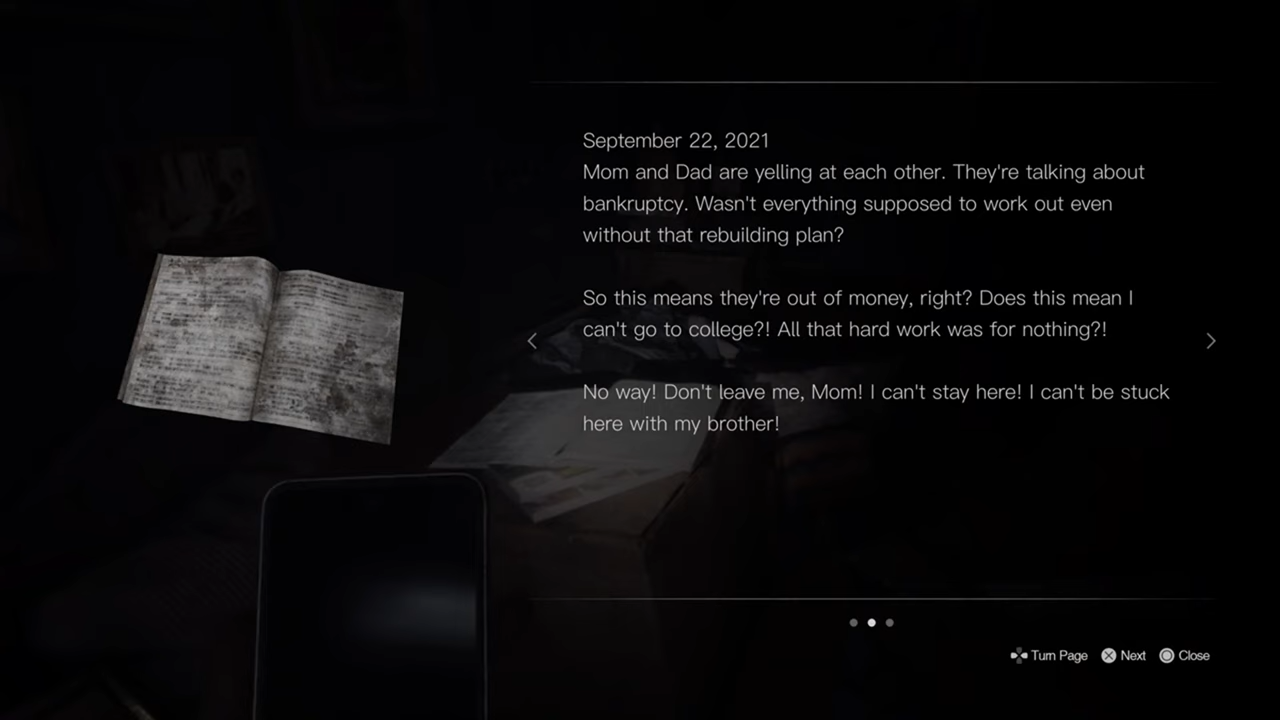 September 22, 2021
Mom and Dad are yelling at each other. They're talking about
bankruptcy. Wasn't everything supposed to work out even
without that rebuilding plan?
So this means they're out of money, right? Does this mean I
can't go to college?! All that hard work was for nothing?!
No way! Don't leave me, Mom! I can't stay here! I can't be stuck
here with my brother!
Turn Page
Next
Close